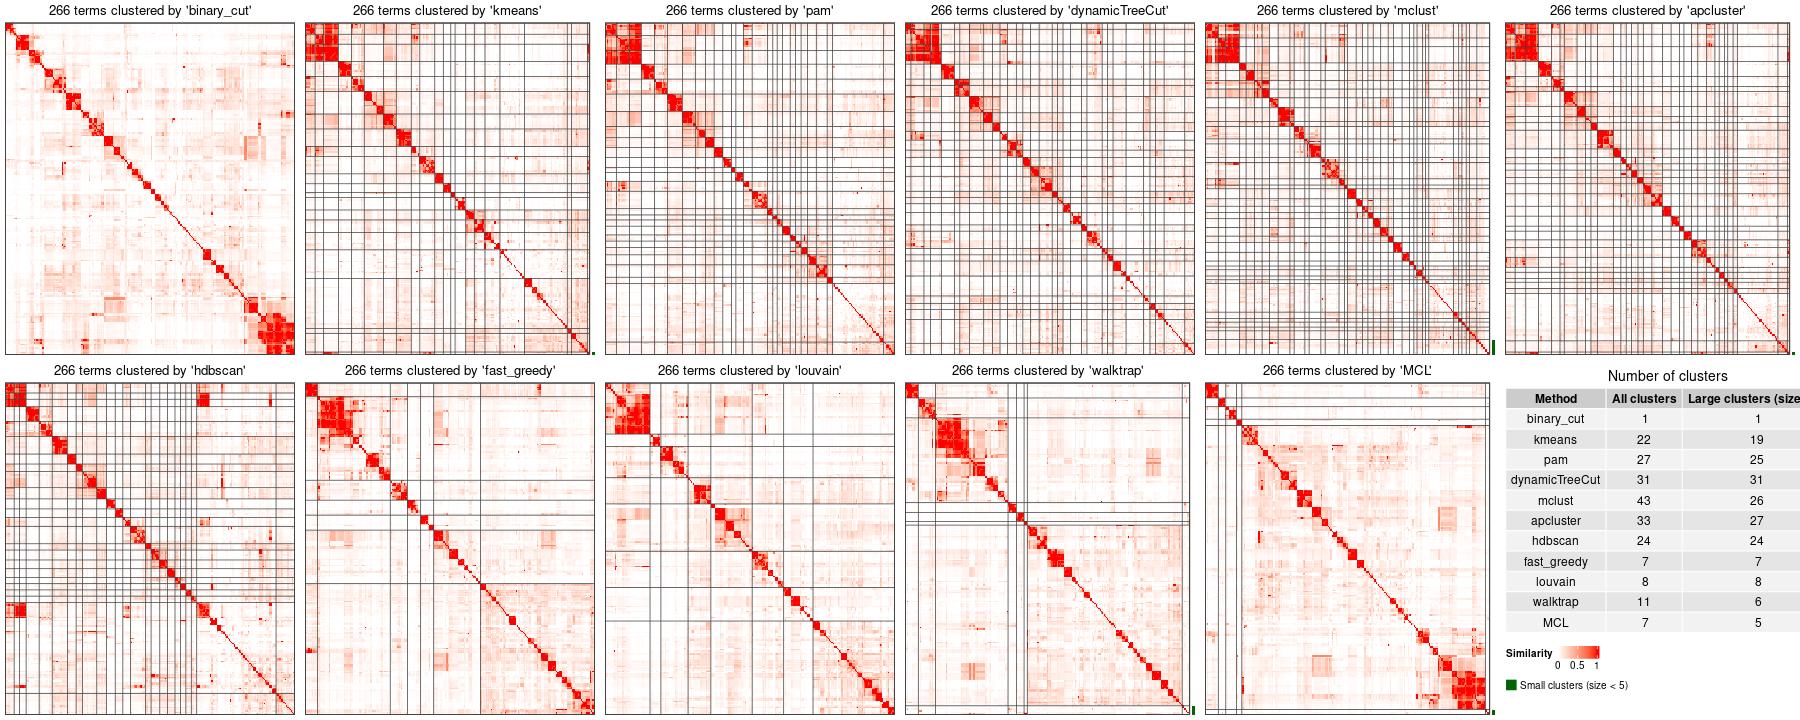 266 terms clustered by 'binary_cut'
266 terms clustered by 'kmeans'
266 terms clustered by 'pam'
266 terms clustered by 'dynamicTreeCut'
266 terms clustered by 'mclust'
266 terms clustered by 'apcluster'
266 terms clustered by 'hdbscan'
266 terms clustered by 'fast_greedy'
266 terms clustered by 'louvain'
266 terms clustered by 'walktrap'
266 terms clustered by 'MCL'
Number of clusters
Method All clusters Large clusters (size
binary_cut 1 1
kmeans 22 19
pam 27 25
dynamicTreeCut 31 31
mclust 43 26
apcluster 33 27
hdbscan 24 24
fast_greedy 7 7
louvain 8 8
walktrap 11 6
MCL 7 5
Similarity
0 0.5 1
Small clusters (size < 5)